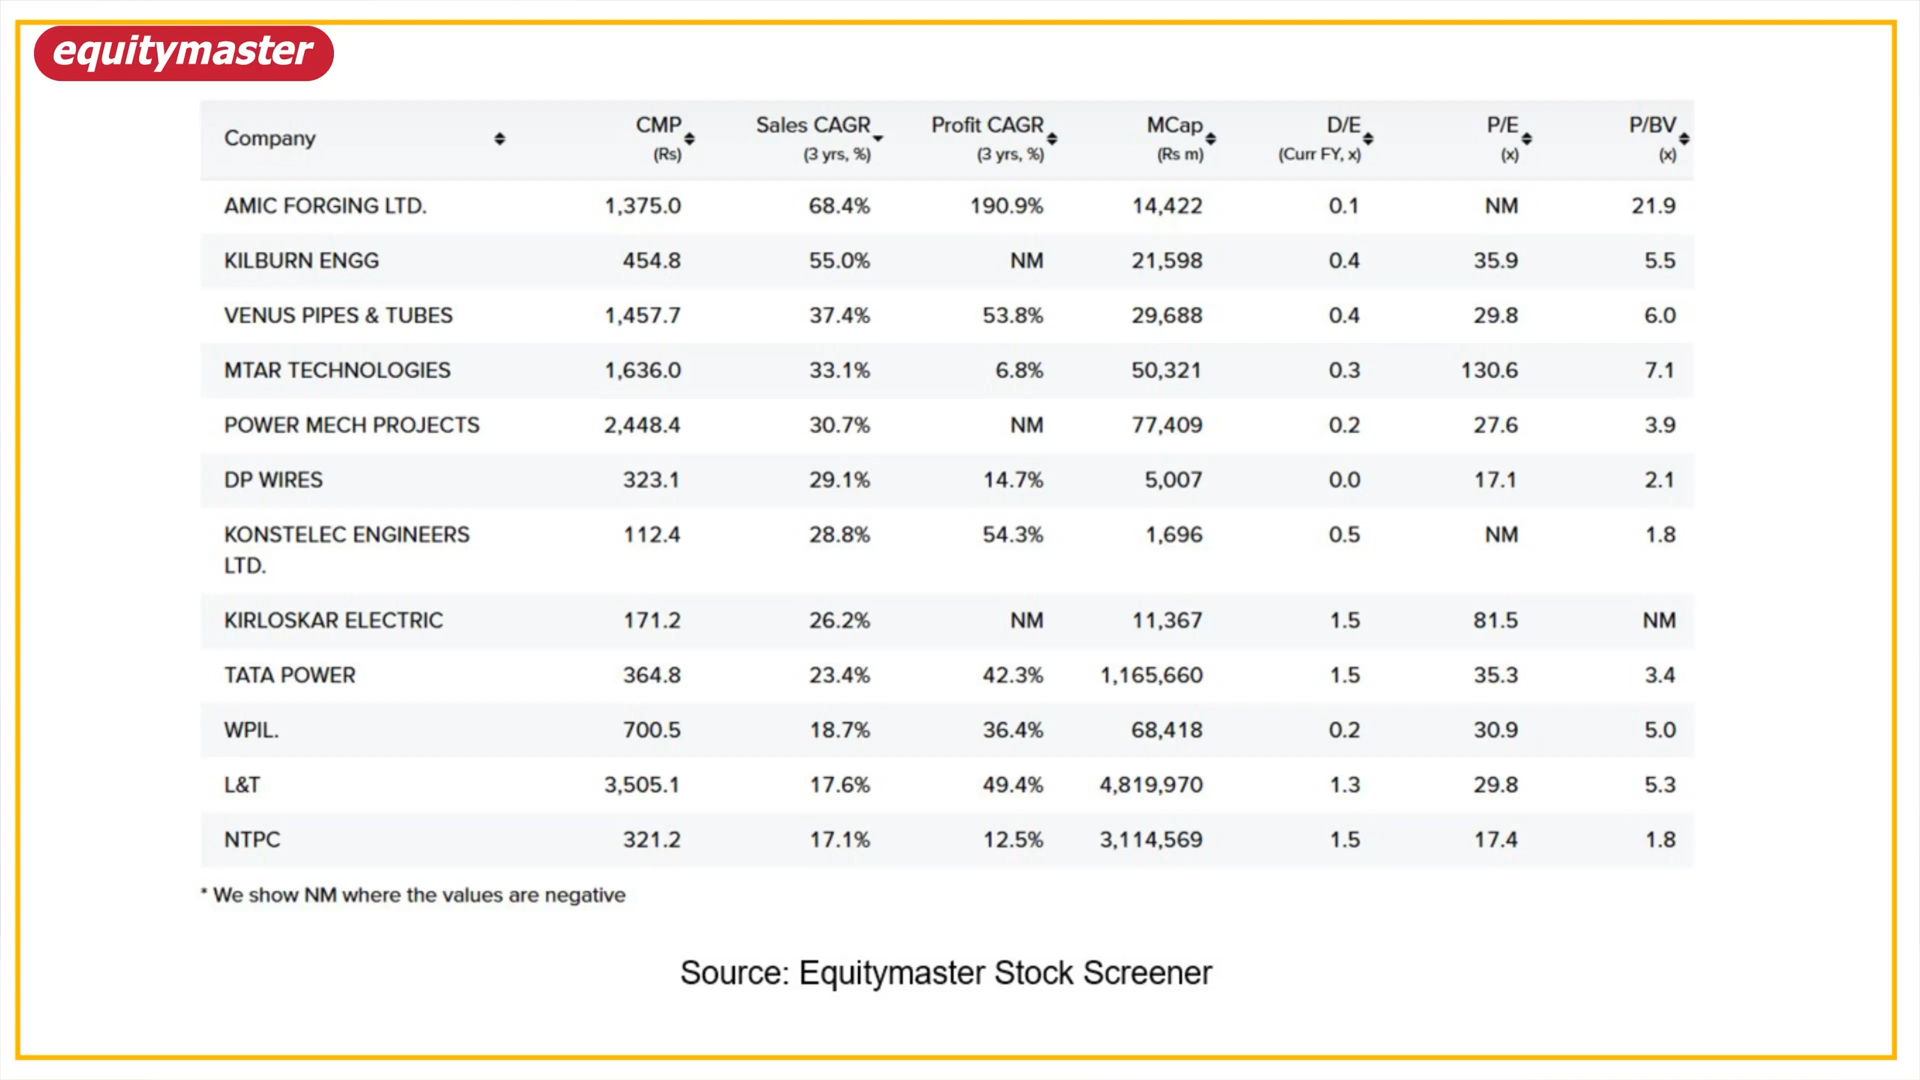 equitymaster
Company CMP Sales CAGR Profit CAGR MCap D/E P/E P/BV
(Rs) (3 yrs, %) (3 yrs, %) (Rs m) (Curr FY, x) (x) (x)
AMIC FORGING LTD. 1,375.0 68.4% 190.9% 14,422 0.1 NM 21.9
KILBURN ENGG 454.8 55.0% NM 21,598 0.4 35.9 5.5
VENUS PIPES & TUBES 1,457.7 37.4% 53.8% 29,688 0.4 29.8 6.0
MTAR TECHNOLOGIES 1,636.0 33.1% 6.8% 50,321 0.3 130.6 7.1
POWER MECH PROJECTS 2,448.4 30.7% NM 77,409 0.2 27.6 3.9
DP WIRES 323.1 29.1% 14.7% 5,007 0.0 17.1 2.1
KONSTELEC ENGINEERS 112.4 28.8% 54.3% 1,696 0.5 NM 1.8
LTD.
KIRLOSKAR ELECTRIC 171.2 26.2% NM 11,367 1.5 81.5 NM
TATA POWER 364.8 23.4% 42.3% 1,165,660 1.5 35.3 3.4
WPIL. 700.5 18.7% 36.4% 68,418 0.2 30.9 5.0
L&T 3,505.1 17.6% 49.4% 4,819,970 1.3 29.8 5.3
NTPC 321.2 17.1% 12.5% 3,114,569 1.5 17.4 1.8
* We show NM where the values are negative
Source: Equitymaster Stock Screener